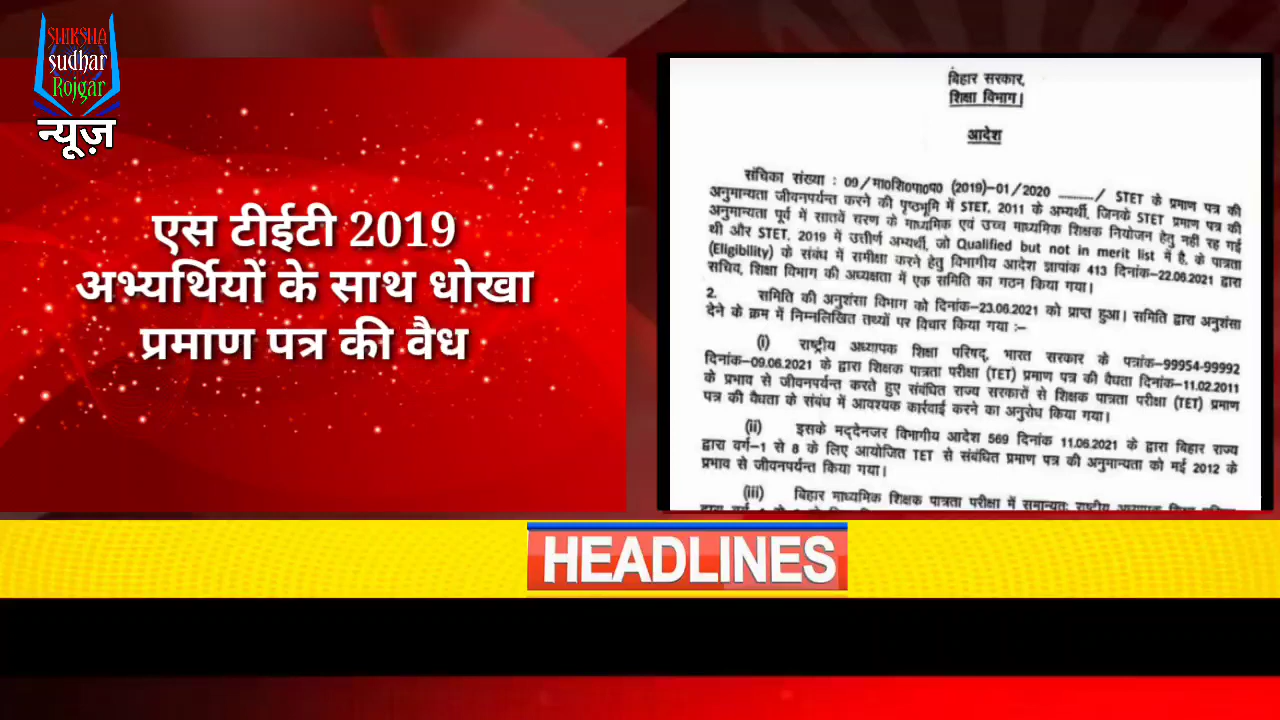 SHIKSHA
sudhar
Rojgar
न्यूज़
एस टीईटी 2019
अभ्यर्थियों के साथ धोखा
प्रमाण पत्र की वैध
बिहार सरकार,
शिक्षा विभाग।
आदेश
संचिका संख्या : 09/मा0शि0प0प0 (2019)-01/2020 ............/ STET के प्रमाण पत्र की
अनुमान्यता जीवनपर्यन्त करने की पृष्ठभूमि में STET, 2011 के अभ्यर्थी, जिनके STET प्रमाण पत्र की
अनुमान्यता पूर्व में सातवें चरण के माध्यमिक एवं उच्च माध्यमिक शिक्षक नियोजन हेतु नहीं रह गई
थी और STET, 2019 में उत्तीर्ण अभ्यर्थी, जो Qualified but not in merit list में है, के पात्रता
(Eligibility) के संबंध में समीक्षा करने हेतु विभागीय आदेश ज्ञापांक 413 दिनांक-22.06.2021 द्वारा
सचिव, शिक्षा विभाग की अध्यक्षता में एक समिति का गठन किया गया।
2. समिति की अनुशंसा विभाग को दिनांक-23.06.2021 को प्राप्त हुआ। समिति द्वारा अनुशंसा
देने के क्रम में निम्नलिखित तथ्यों पर विचार किया गया :-
(i) राष्ट्रीय अध्यापक शिक्षा परिषद्, भारत सरकार के पत्रांक-99954-99992
दिनांक-09.06.2021 के द्वारा शिक्षक पात्रता परीक्षा (TET) प्रमाण पत्र की वैधता दिनांक-11.02.2011
के प्रभाव से जीवनपर्यन्त करते हुए संबंधित राज्य सरकारों से शिक्षक पात्रता परीक्षा (TET) प्रमाण
पत्र की वैधता के संबंध में आवश्यक कार्रवाई करने का अनुरोध किया गया।
(ii) इसके मद्देनजर विभागीय आदेश 569 दिनांक 11.06.2021 के द्वारा बिहार राज्य
द्वारा वर्ग-1 से 8 के लिए आयोजित TET से संबंधित प्रमाण पत्र की अनुमान्यता को मई 2012 के
प्रभाव से जीवनपर्यन्त किया गया।
(iii) बिहार माध्यमिक शिक्षक पात्रता परीक्षा में सामान्यतः राष्ट्रीय अध्यापक शिक्षा
HEADLINES